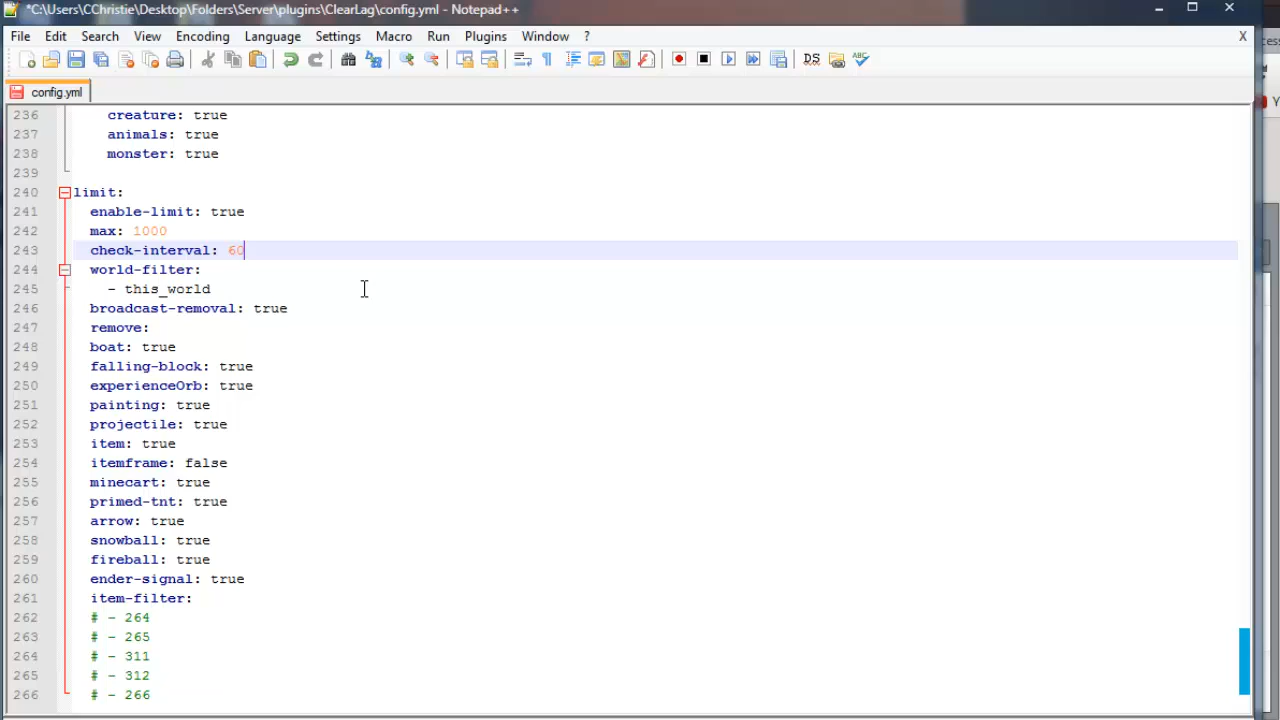 *C:\Users\CChristie\Desktop\Folders\Server\plugins\ClearLag\config.yml - Notepad++
File Edit Search View Encoding Language Settings Macro Run Plugins Window ? X
DS ABC
config.yml
236 creature: true
237 animals: true
238 monster: true
239
240 limit:
241 enable-limit: true
242 max: 1000
243 check-interval: 60
244 world-filter:
245 - this_world
246 broadcast-removal: true
247 remove:
248 boat: true
249 falling-block: true
250 experienceOrb: true
251 painting: true
252 projectile: true
253 item: true
254 itemframe: false
255 minecart: true
256 primed-tnt: true
257 arrow: true
258 snowball: true
259 fireball: true
260 ender-signal: true
261 item-filter:
262 # - 264
263 # - 265
264 # - 311
265 # - 312
266 # - 266